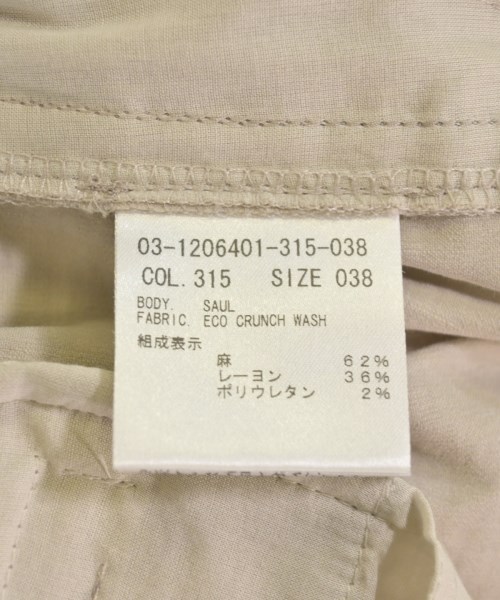 03-1206401-315-038
COL. 315 SIZE 038
BODY. SAUL
FABRIC. ECO CRUNCH WASH
組成表示
麻 62%
レーヨン 36%
ポリウレタン 2%